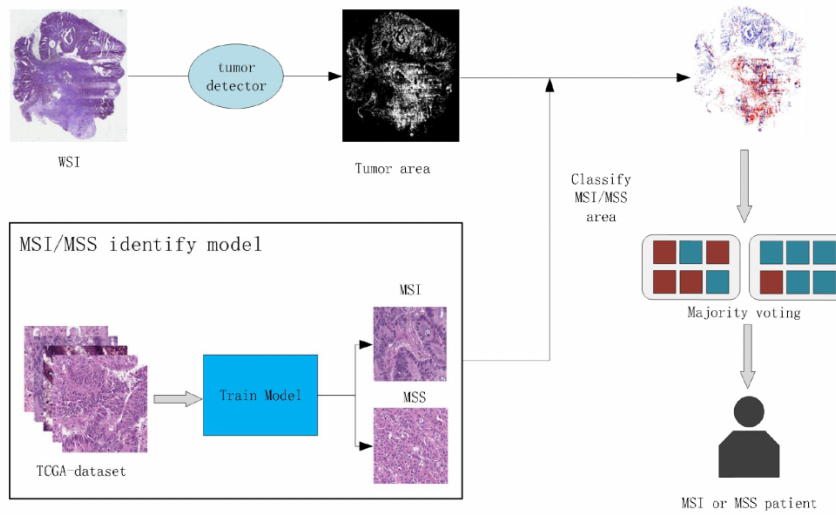 tumor
detector
WSI
Tumor area
Classify
MSI/MSS
area
MSI/MSS identify model
MSI
Train Model
MSS
TCGA-dataset
Majority voting
MSI or MSS patient